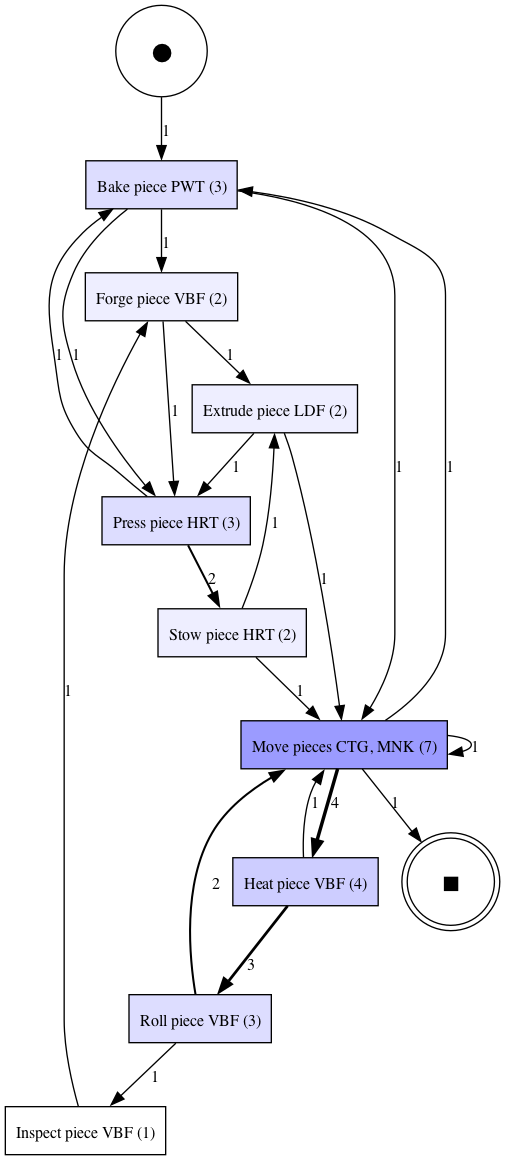 1
Bake piece PWT (3)
1
Forge piece VBF (2)
1
1
1
1
Extrude piece LDF (2)
1
1
1
1
Press piece HRT (3)
2
1
1
Stow piece HRT (2)
1
1
Move pieces CTG, MNK (7)
1
1
4
1
2
Heat piece VBF (4)
3
Roll piece VBF (3)
1
Inspect piece VBF (1)